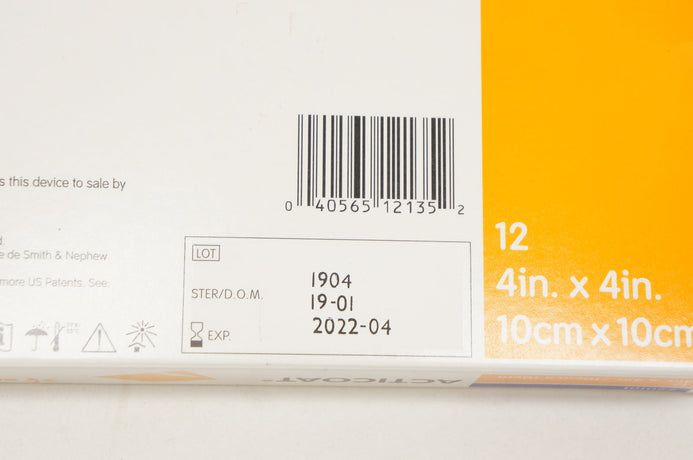 s this device to sale by
d.
e de Smith & Nephew
more US Patents. See:
0 40565 12135 2
LOT 1904
STER/D.O.M. 19-01
EXP. 2022-04
12
4in. x 4in.
10cm x 10cm
ACTICOAT